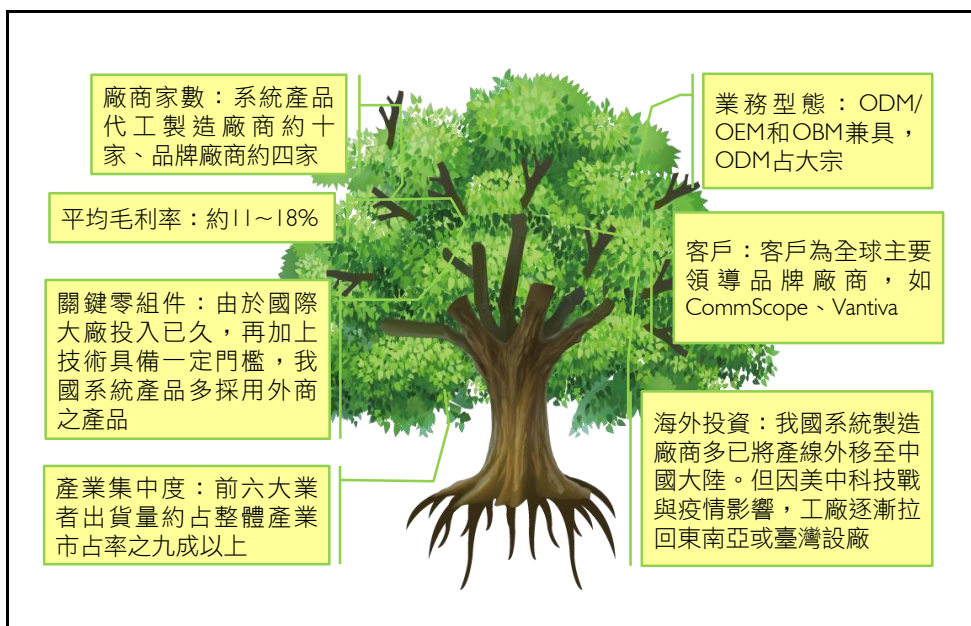 廠商家數：系統產品
代工製造廠商約十
家、品牌廠商約四家
平均毛利率：約11~18%
關鍵零組件：由於國際
大廠投入已久，再加上
技術具備一定門檻，我
國系統產品多採用外商
之產品
產業集中度：前六大業
者出貨量約占整體產業
市占率之九成以上
業務型態：ODM/
OEM和OBM兼具，
ODM占大宗
客戶：客戶為全球主要
領導品牌廠商，如
CommScope、Vantiva
海外投資：我國系統製造
廠商多已將產線外移至中
國大陸。但因美中科技戰
與疫情影響，工廠逐漸拉
回東南亞或臺灣設廠